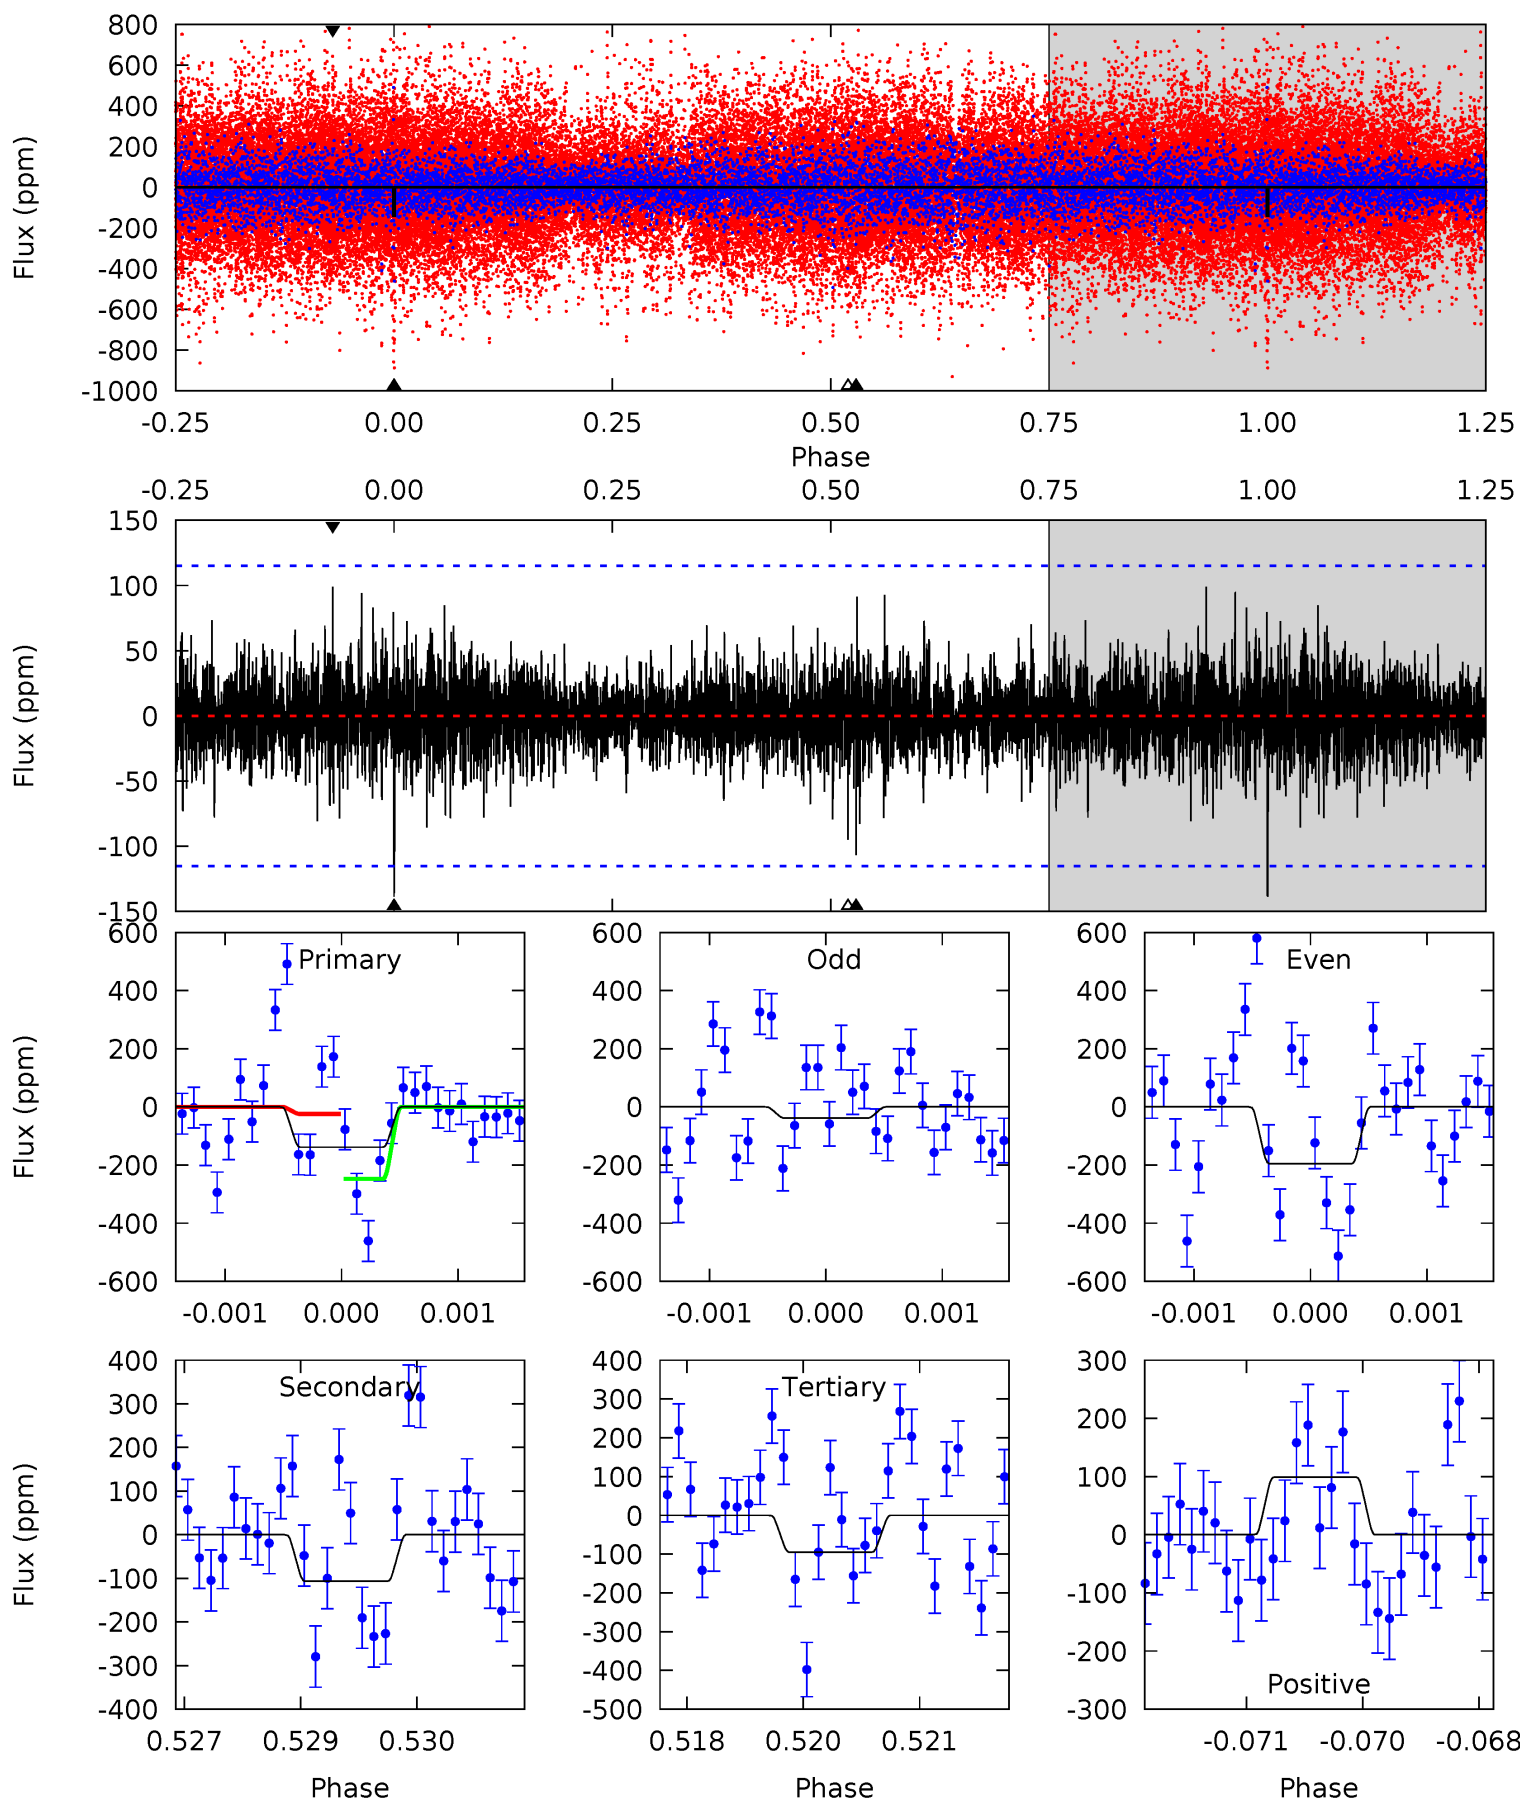 800
600
400
200
0
-200
-400
-600
-800
-1000
Flux (ppm)
-0.25 0.00 0.25 0.50 0.75 1.00 1.25
Phase
-0.25 0.00 0.25 0.50 0.75 1.00 1.25
150
100
50
0
-50
-100
-150
Flux (ppm)
Primary Odd Even
600 600 600
400 400 400
200 200 200
0 0 0
-200 -200 -200
-400 -400 -400
-600 -600 -600
Flux (ppm)
-0.001 0.000 0.001 -0.001 0.000 0.001 -0.001 0.000 0.001
Secondary Tertiary
400 400 300
300 300 200
200 200 100
100 100 0
0 0 -100
-100 -100 -200
-200 -200 -300
-300 -300
-400 -400
-500
Flux (ppm)
Positive
0.527 0.529 0.530 0.518 0.520 0.521 -0.071 -0.070 -0.068
Phase Phase Phase